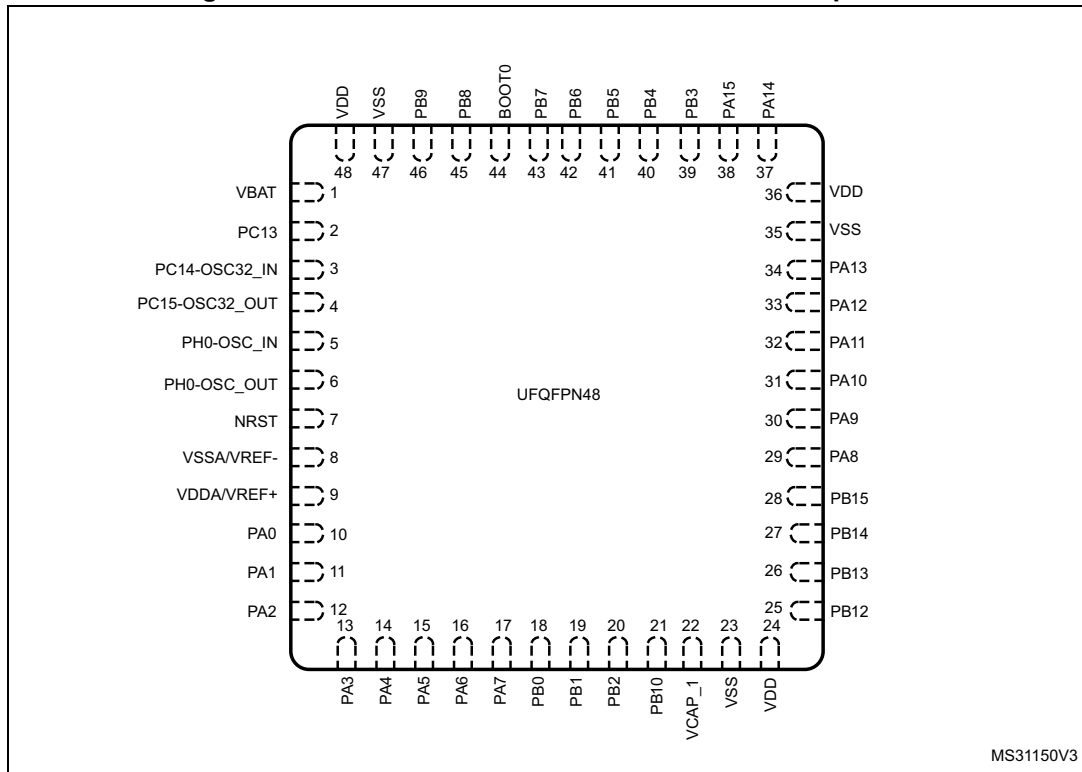 VDD
VSS
PB9
PB8
BOOT0
PB7
PB6
PB5
PB4
PB3
PA15
PA14
48
47
46
45
44
43
42
41
40
39
38
37
VBAT
1
PC13
2
PC14-OSC32_IN
3
PC15-OSC32_OUT
4
PH0-OSC_IN
5
PH0-OSC_OUT
6
NRST
7
VSSA/VREF-
8
VDDA/VREF+
9
PA0
10
PA1
11
PA2
12
UFQFPN48
36
VDD
35
VSS
34
PA13
33
PA12
32
PA11
31
PA10
30
PA9
29
PA8
28
PB15
27
PB14
26
PB13
25
PB12
13
14
15
16
17
18
19
20
21
22
23
24
PA3
PA4
PA5
PA6
PA7
PB0
PB1
PB2
PB10
VCAP_1
VSS
VDD
MS31150V3